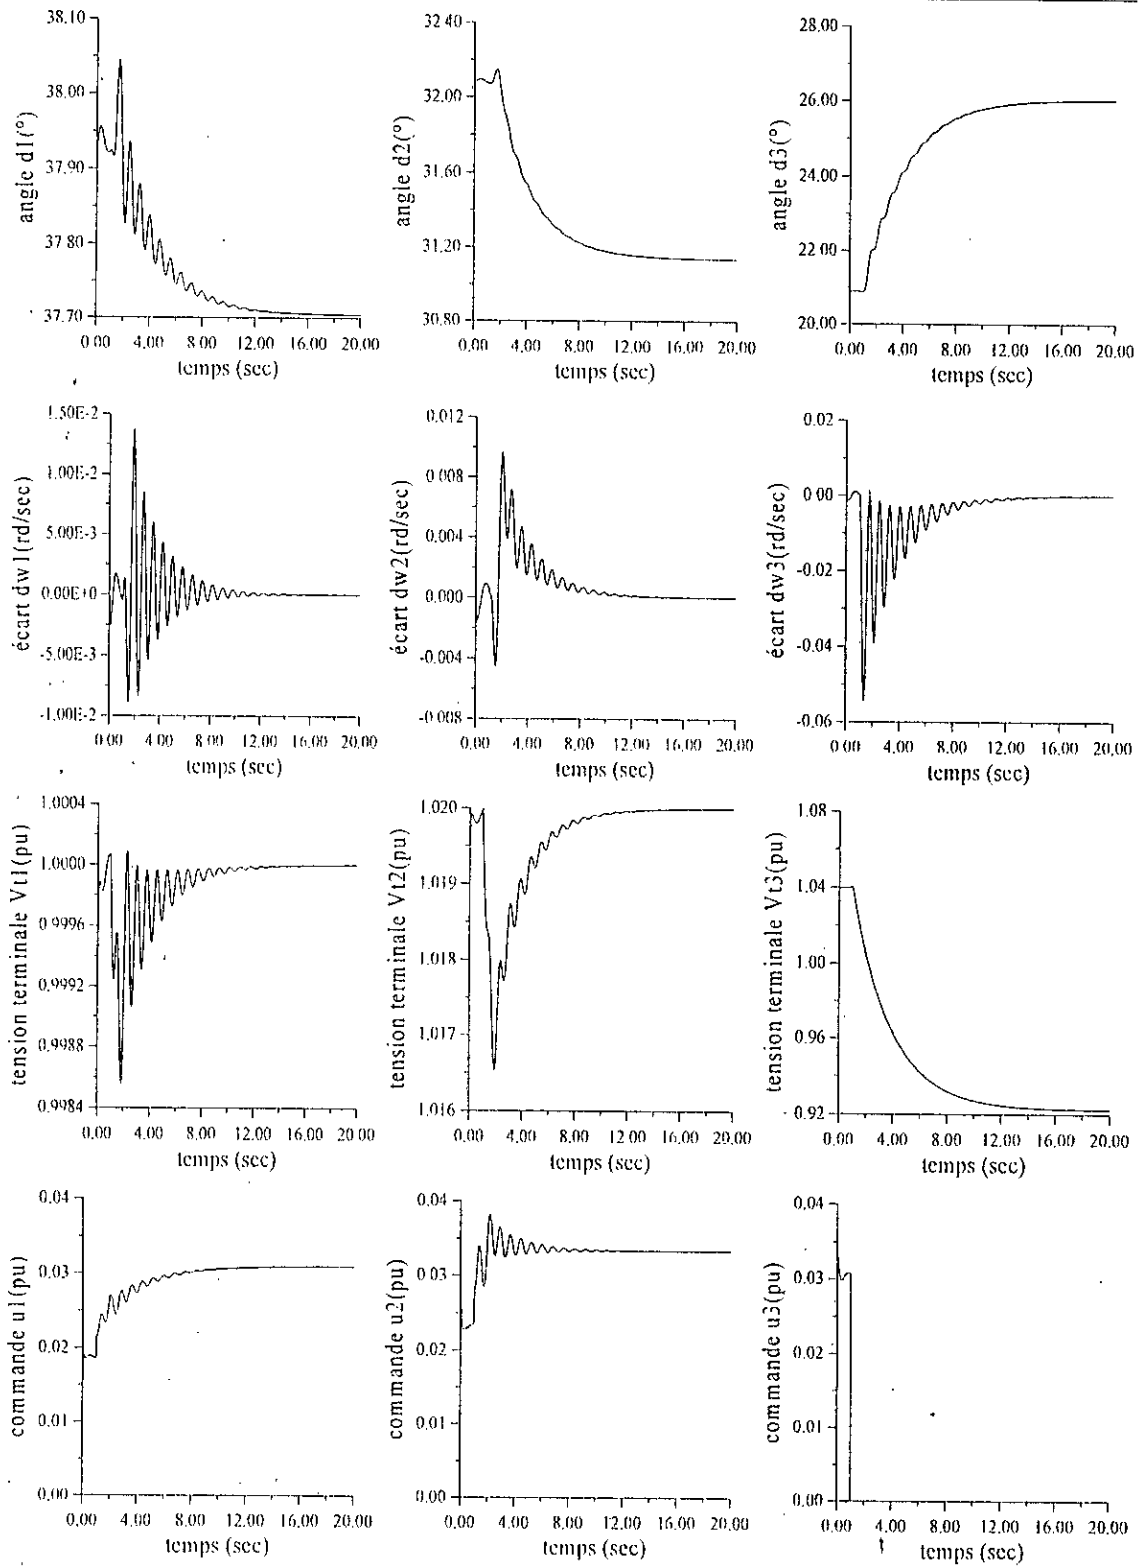 38.10
38.00
37.90
37.80
37.70
angle d1(°)
0.00 4.00 8.00 12.00 16.00 20.00
temps (sec)
32.40
32.00
31.60
31.20
30.80
angle d2(°)
0.00 4.00 8.00 12.00 16.00 20.00
temps (sec)
28.00
26.00
24.00
22.00
20.00
angle d3(°)
0.00 4.00 8.00 12.00 16.00 20.00
temps (sec)
1.50E-2
1.00E-2
5.00E-3
0.00E+0
-5.00E-3
-1.00E-2
écart dw1(rd/sec)
0.00 4.00 8.00 12.00 16.00 20.00
temps (sec)
0.012
0.008
0.004
0.000
-0.004
-0.008
écart dw2(rd/sec)
0.00 4.00 8.00 12.00 16.00 20.00
temps (sec)
0.02
0.00
-0.02
-0.04
-0.06
écart dw3(rd/sec)
0.00 4.00 8.00 12.00 16.00 20.00
temps (sec)
1.0004
1.0000
0.9996
0.9992
0.9988
0.9984
tension terminale Vt1(pu)
0.00 4.00 8.00 12.00 16.00 20.00
temps (sec)
1.020
1.019
1.018
1.017
1.016
tension terminale Vt2(pu)
0.00 4.00 8.00 12.00 16.00 20.00
temps (sec)
1.08
1.04
1.00
0.96
0.92
tension terminale Vt3(pu)
0.00 4.00 8.00 12.00 16.00 20.00
temps (sec)
0.04
0.03
0.02
0.01
0.00
commande u1(pu)
0.00 4.00 8.00 12.00 16.00 20.00
temps (sec)
0.04
0.03
0.02
0.01
0.00
commande u2(pu)
0.00 4.00 8.00 12.00 16.00 20.00
temps (sec)
0.04
0.03
0.02
0.01
0.00
commande u3(pu)
0.00 4.00 8.00 12.00 16.00 20.00
temps (sec)